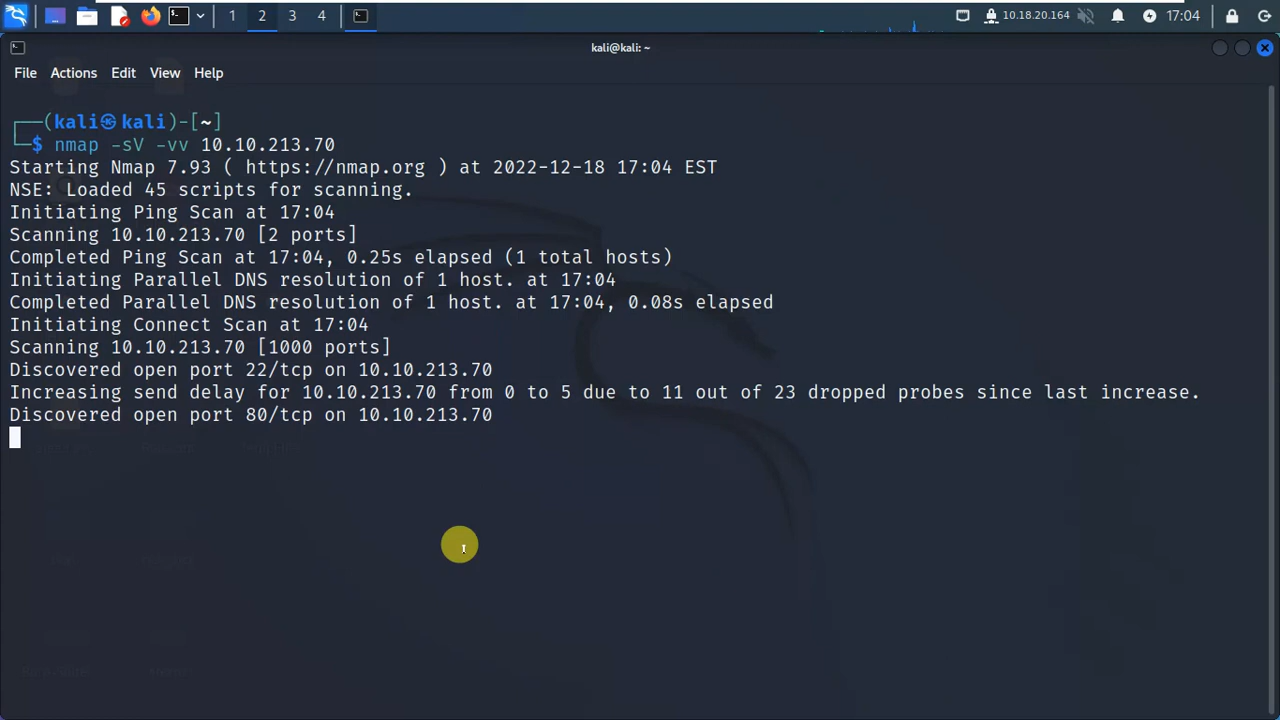 1 2 3 4 10.18.20.164 17:04
kali@kali: ~
File Actions Edit View Help
┌──(kali㉿kali)-[~]
└─$ nmap -sV -vv 10.10.213.70
Starting Nmap 7.93 ( https://nmap.org ) at 2022-12-18 17:04 EST
NSE: Loaded 45 scripts for scanning.
Initiating Ping Scan at 17:04
Scanning 10.10.213.70 [2 ports]
Completed Ping Scan at 17:04, 0.25s elapsed (1 total hosts)
Initiating Parallel DNS resolution of 1 host. at 17:04
Completed Parallel DNS resolution of 1 host. at 17:04, 0.08s elapsed
Initiating Connect Scan at 17:04
Scanning 10.10.213.70 [1000 ports]
Discovered open port 22/tcp on 10.10.213.70
Increasing send delay for 10.10.213.70 from 0 to 5 due to 11 out of 23 dropped probes since last increase.
Discovered open port 80/tcp on 10.10.213.70